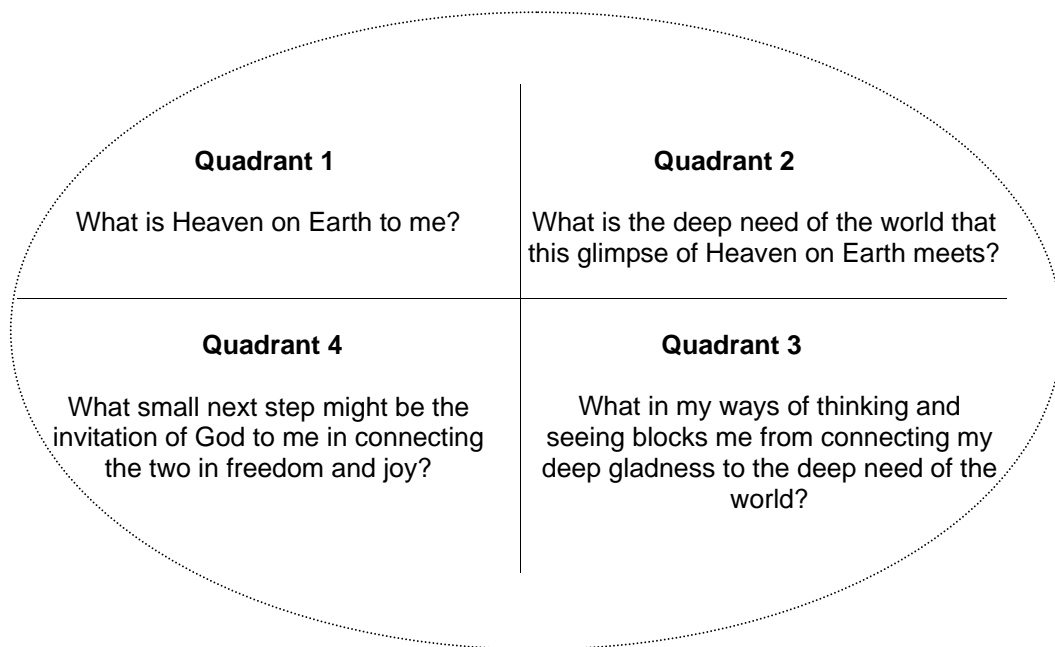 Quadrant 1
What is Heaven on Earth to me?
Quadrant 2
What is the deep need of the world that
this glimpse of Heaven on Earth meets?
Quadrant 4
What small next step might be the
invitation of God to me in connecting
the two in freedom and joy?
Quadrant 3
What in my ways of thinking and
seeing blocks me from connecting my
deep gladness to the deep need of the
world?